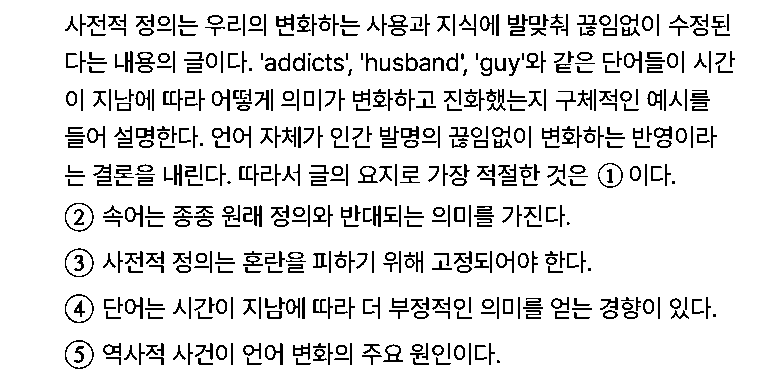 사전적 정의는 우리의 변화하는 사용과 지식에 발맞춰 끊임없이 수정된
다는 내용의 글이다. 'addicts', 'husband', 'guy'와 같은 단어들이 시간
이 지남에 따라 어떻게 의미가 변화하고 진화했는지 구체적인 예시를
들어 설명한다. 언어 자체가 인간 발명의 끊임없이 변화하는 반영이라
는 결론을 내린다. 따라서 글의 요지로 가장 적절한 것은 ① 이다.
② 속어는 종종 원래 정의와 반대되는 의미를 가진다.
③ 사전적 정의는 혼란을 피하기 위해 고정되어야 한다.
④ 단어는 시간이 지남에 따라 더 부정적인 의미를 얻는 경향이 있다.
⑤ 역사적 사건이 언어 변화의 주요 원인이다.